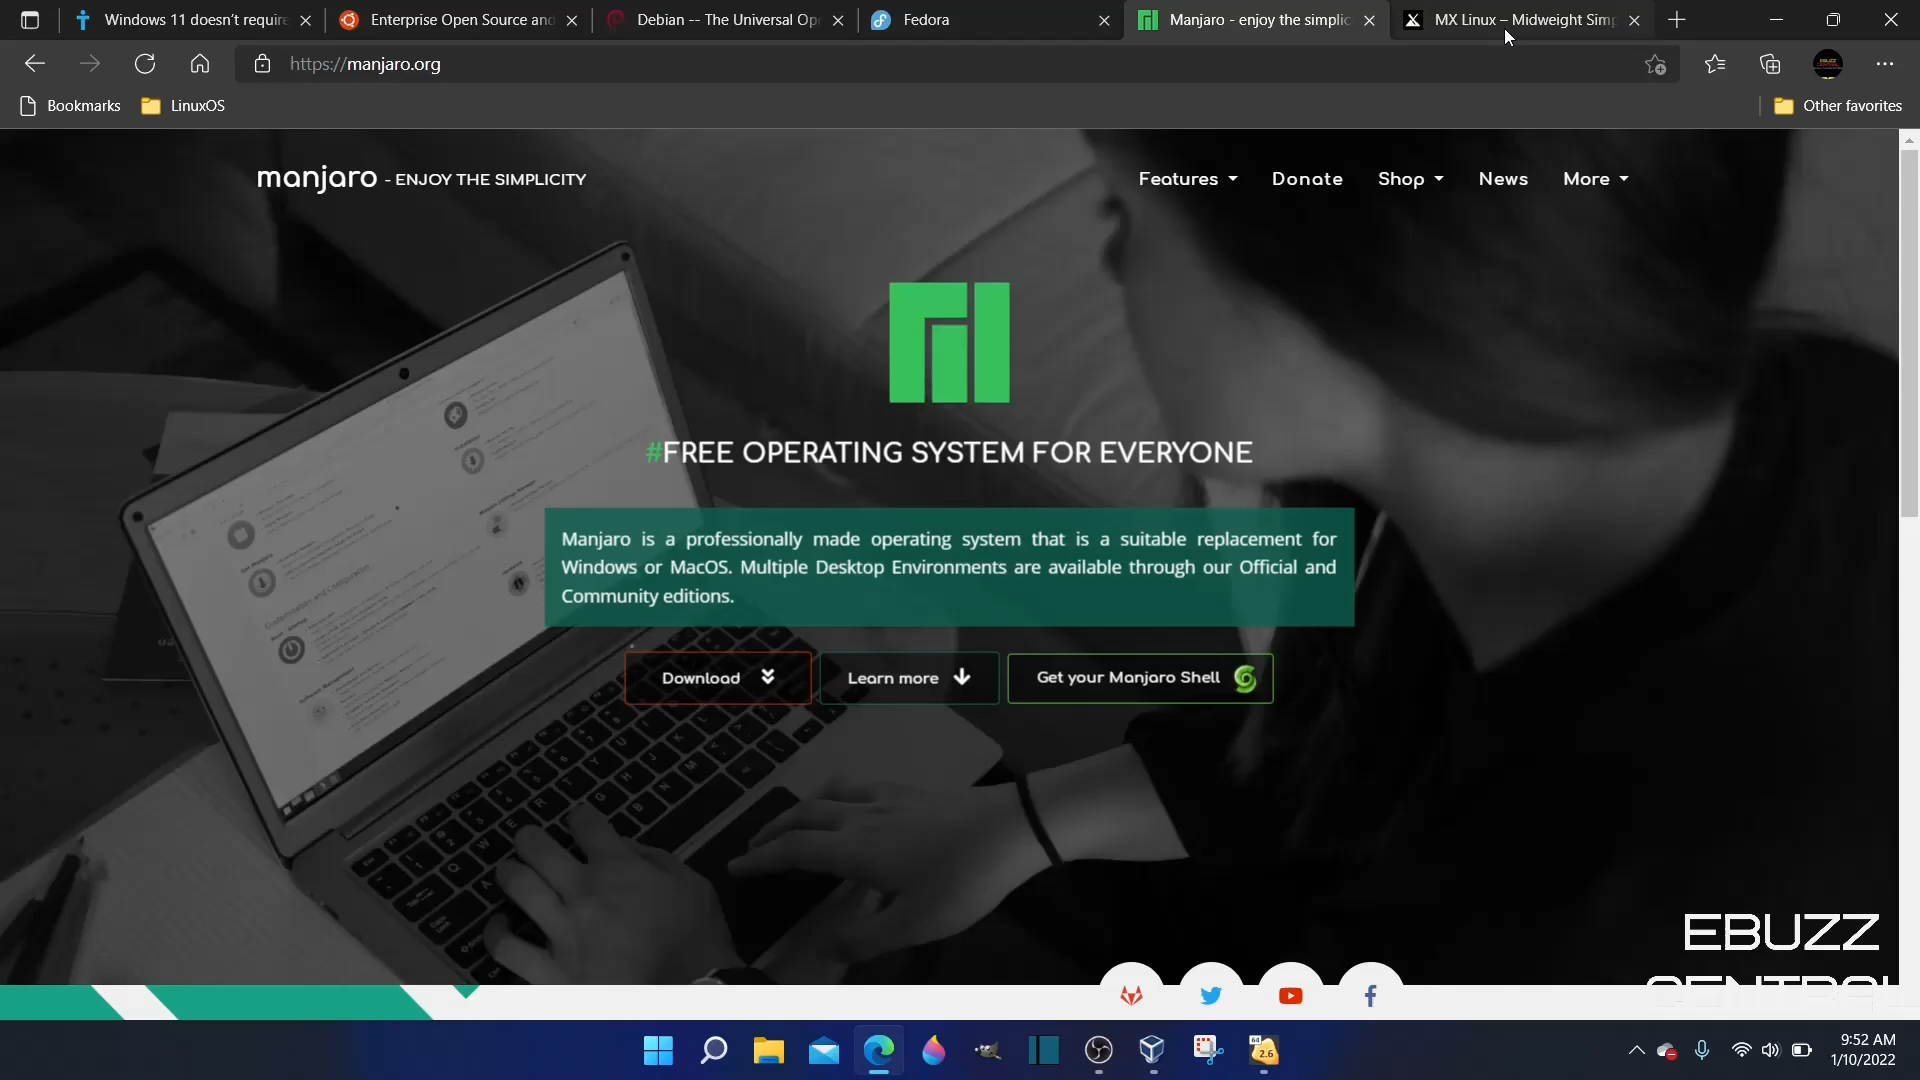 Windows 11 doesn't require
Enterprise Open Source and
Debian -- The Universal Op
Fedora
Manjaro - enjoy the simplic
MX Linux – Midweight Simp
https://manjaro.org
Bookmarks
LinuxOS
Other favorites
manjaro - ENJOY THE SIMPLICITY
Features
Donate
Shop
News
More
#FREE OPERATING SYSTEM FOR EVERYONE
Manjaro is a professionally made operating system that is a suitable replacement for
Windows or MacOS. Multiple Desktop Environments are available through our Official and
Community editions.
Download
Learn more
Get your Manjaro Shell
EBUZZ
CENTRAL
64
2.6
9:52 AM
1/10/2022